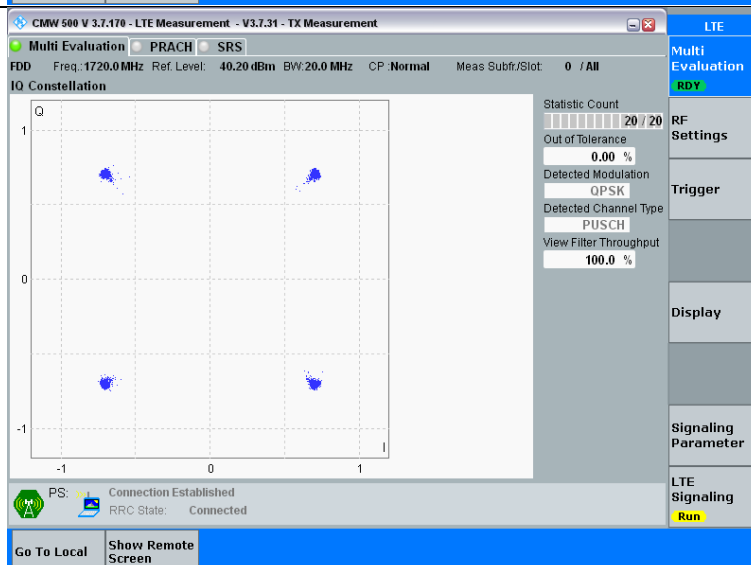 CMW 500 V 3.7.170 - LTE Measurement - V3.7.31 - TX Measurement
LTE
Multi Evaluation PRACH SRS
FDD Freq.:1720.0 MHz Ref. Level: 40.20 dBm BW:20.0 MHz CP :Normal Meas Subfr./Slot: 0 / All
IQ Constellation
Q
1
0
-1
-1 0 1
I
Statistic Count
20 / 20
Out of Tolerance
0.00 %
Detected Modulation
QPSK
Detected Channel Type
PUSCH
View Filter Throughput
100.0 %
Multi
Evaluation
RDY
RF
Settings
Trigger
Display
Signaling
Parameter
LTE
Signaling
Run
PS: Connection Established
RRC State: Connected
Go To Local
Show Remote
Screen